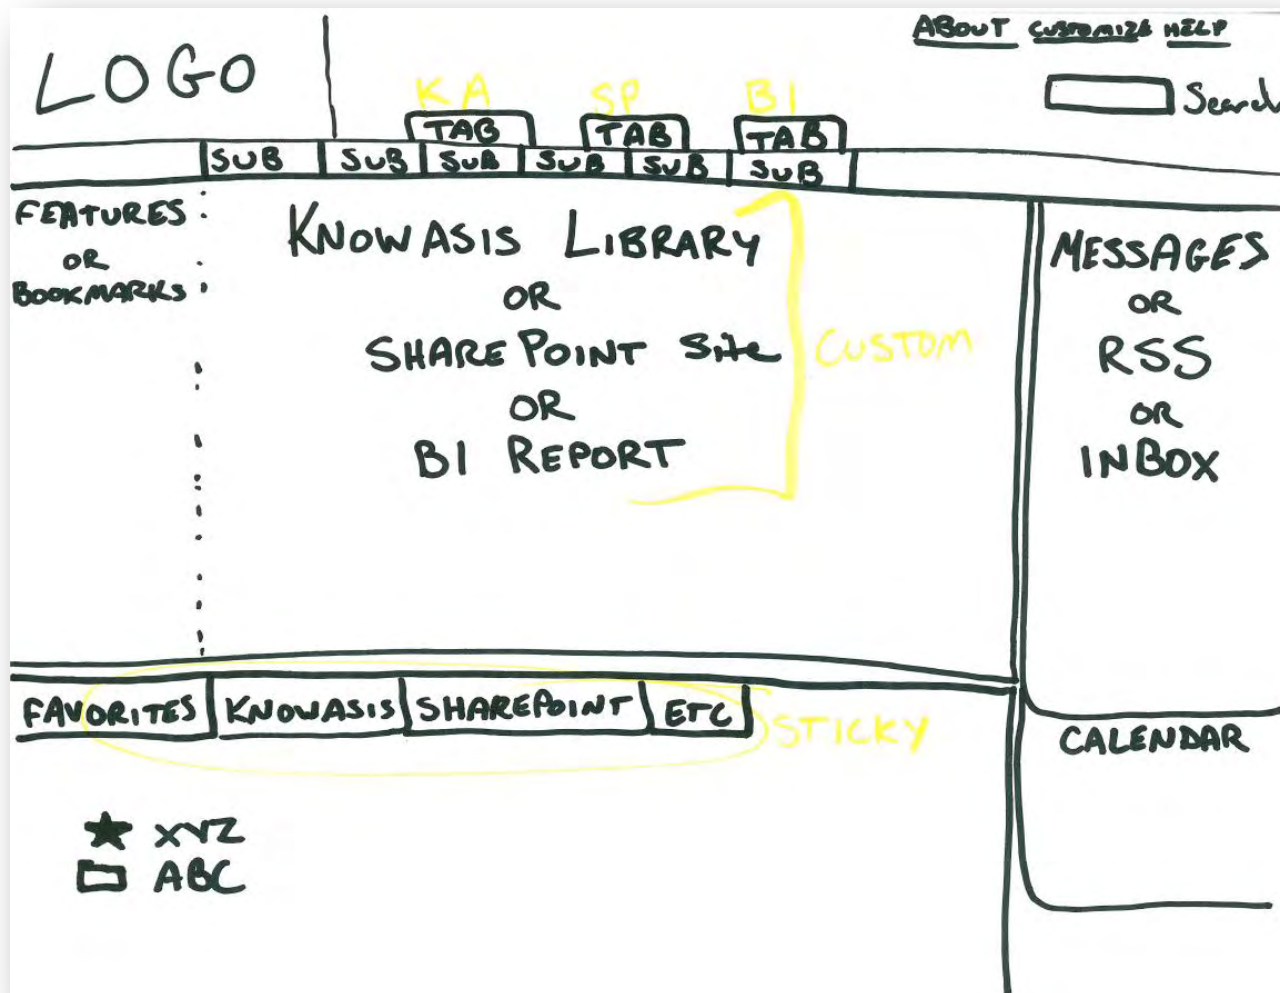 LOGO
ABOUT CUSTOMIZE HELP
Search
KA SP BI
TAB TAB TAB
SUB SUB SUB SUB SUB SUB
FEATURES
OR
BOOKMARKS
KNOWASIS LIBRARY
OR
SHAREPOINT Site
OR
BI REPORT
CUSTOM
MESSAGES
OR
RSS
OR
INBOX
FAVORITES KNOWASIS SHAREPOINT ETC
STICKY
CALENDAR
XYZ
ABC